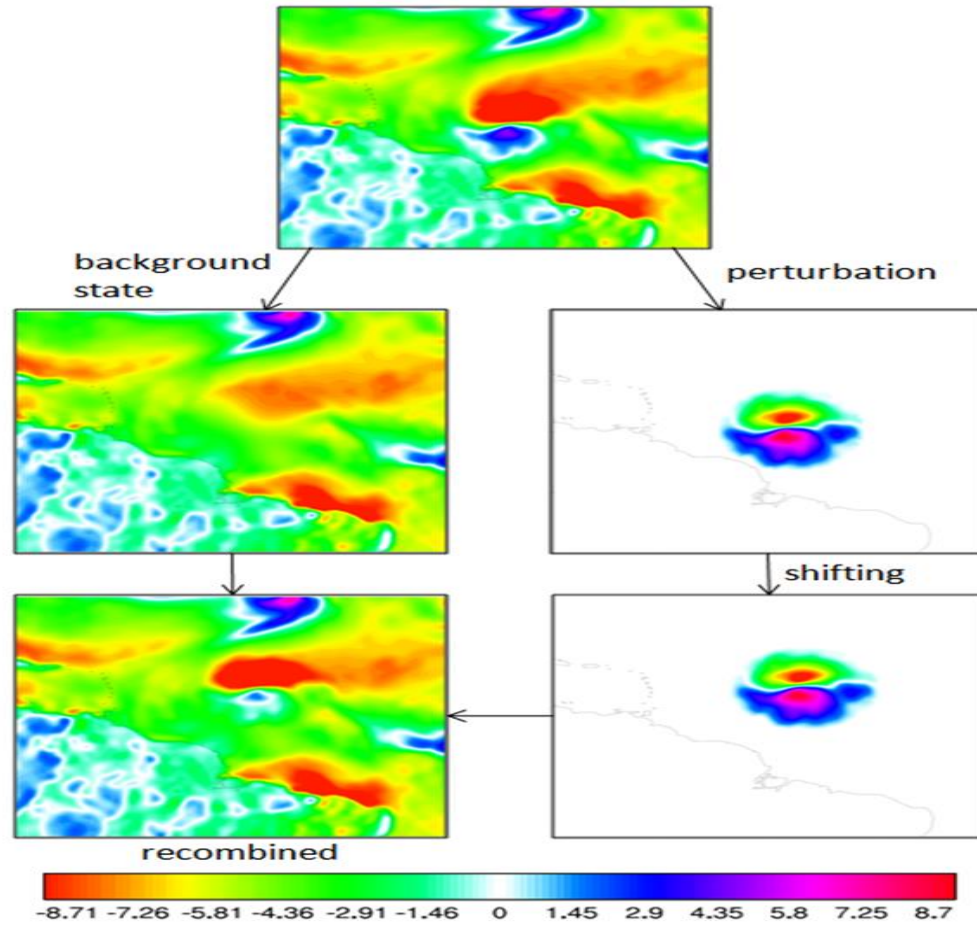 background
state
perturbation
shifting
recombined
-8.71 -7.26 -5.81 -4.36 -2.91 -1.46 0 1.45 2.9 4.35 5.8 7.25 8.7